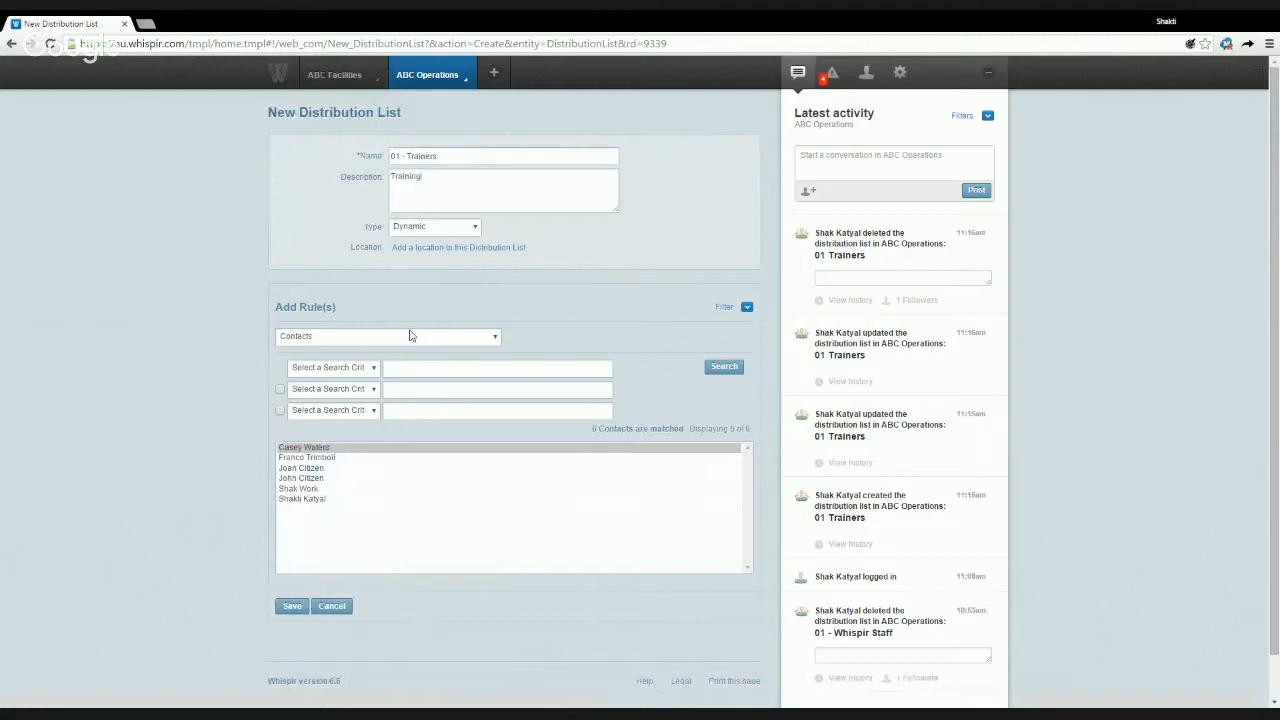 Shakti
New Distribution List
https://au.whispir.com/tmpl/home.tmpl#!/web_com/New_DistributionList?&action=Create&entity=DistributionList&rd=9339
Google
W
ABC Facilities
ABC Operations
+
4
New Distribution List
*Name
01 - Trainers
Description
Training
Type
Dynamic
Location
Add a location to this Distribution List
Add Rule(s)
Filter
Contacts
Select a Search Crit
Search
Select a Search Crit
Select a Search Crit
6 Contacts are matched Displaying 6 of 6
Casey Waters
Franco Trimboli
Joan Citizen
John Citizen
Shak Work
Shakti Katyal
Save
Cancel
Whispir version 6.6
Help
Legal
Print this page
Latest activity
ABC Operations
Filters
Start a conversation in ABC Operations
Post
Shak Katyal deleted the
distribution list in ABC Operations:
01 Trainers
11:16am
View history
1 Followers
Shak Katyal updated the
distribution list in ABC Operations:
01 Trainers
11:16am
View history
Shak Katyal updated the
distribution list in ABC Operations:
01 Trainers
11:15am
View history
Shak Katyal created the
distribution list in ABC Operations:
01 Trainers
11:15am
View history
Shak Katyal logged in
11:09am
Shak Katyal deleted the
distribution list in ABC Operations:
01 - Whispir Staff
10:53am
View history
1 Followers